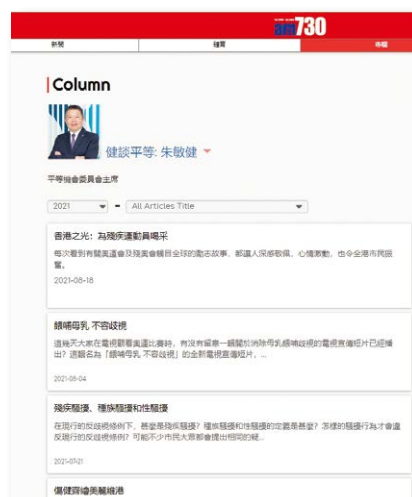 am730
新聞
專欄
Column
健談平等: 朱敏健
平等機會委員會主席
2021
-
All Articles Title
香港之光：為殘疾運動員喝采
每次看到有關奧運會及殘奧會矚目全球的勵志故事，都讓人深感敬佩、心情激動，也令全港市民振
奮。
2021-08-18
餵哺母乳 不容歧視
這幾天大家在電視觀看奧運比賽時，有沒有留意一輯關於消除母乳餵哺歧視的電視宣傳短片已經播
出？這輯名為「餵哺母乳 不容歧視」的全新電視宣傳短片，...
2021-08-04
殘疾騷擾、種族騷擾和性騷擾
在現行的反歧視條例下，甚麼是殘疾騷擾？種族騷擾和性騷擾的定義是甚麼？怎樣的騷擾行為才會違
反現行的反歧視條例？可能不少市民大眾都會提出相同的疑...
2021-07-21
傷健齊繪美麗維港